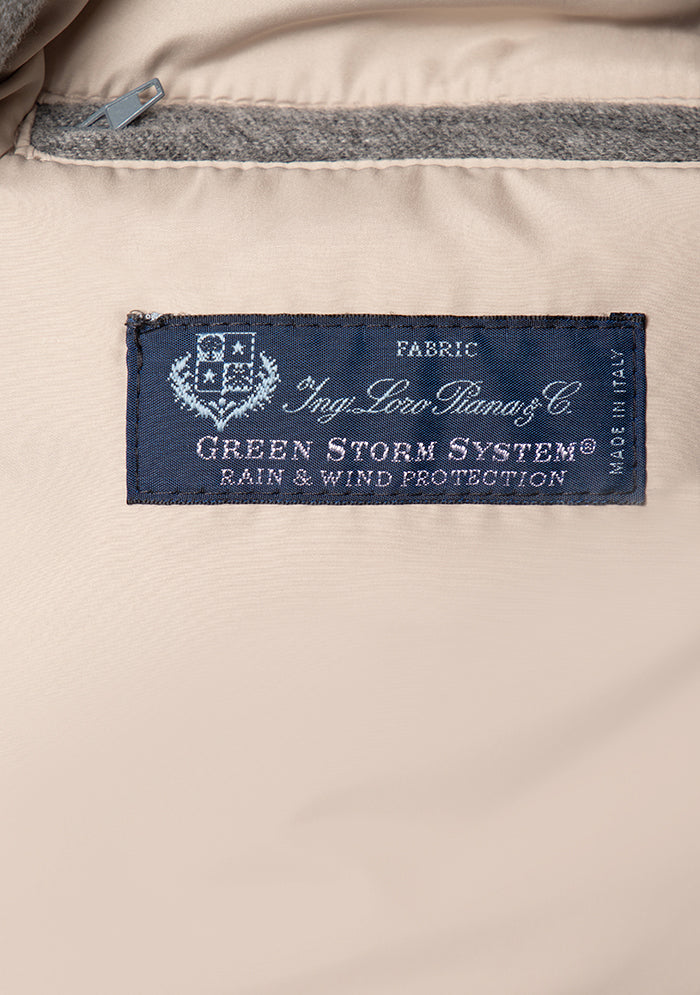 FABRIC
Ing. Loro Piana & C.
GREEN STORM SYSTEM®
RAIN & WIND PROTECTION
MADE IN ITALY